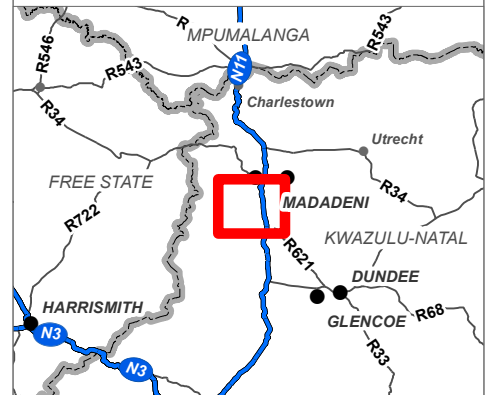 R
MPUMALANGA
R543
R546
R543
N11
Charlestown
R34
Utrecht
FREE STATE
R34
MADADENI
R722
KWAZULU-NATAL
R621
DUNDEE
HARRISMITH
GLENCOE
R68
N3
R33
N3